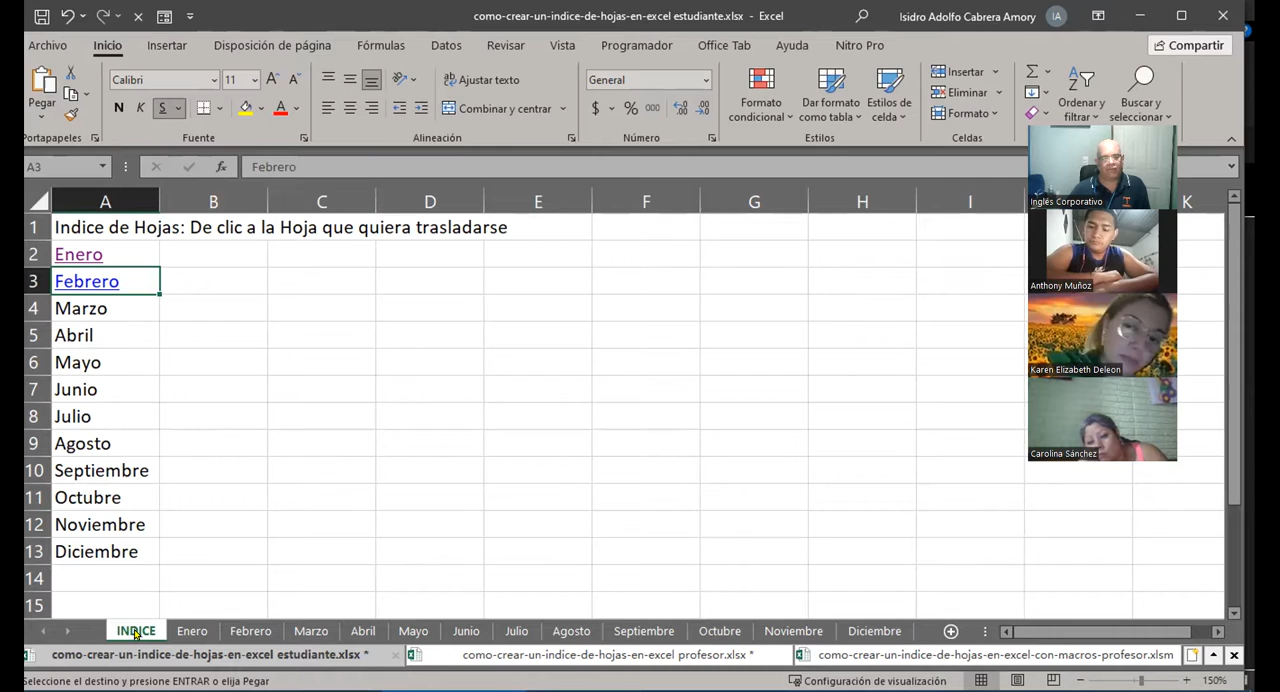 como-crear-un-indice-de-hojas-en-excel estudiante.xlsx - Excel
Isidro Adolfo Cabrera Amory
IA
Archivo Inicio Insertar Disposición de página Fórmulas Datos Revisar Vista Programador Office Tab Ayuda Nitro Pro
Compartir
Pegar
Calibri 11
N K S
Ajustar texto
Combinar y centrar
General
$ % 000
Formato condicional
Dar formato como tabla
Estilos de celda
Insertar
Eliminar
Formato
Ordenar y filtrar
Buscar y seleccionar
Portapapeles Fuente Alineación Número Estilos Celdas
A3 fx Febrero
A B C D E F G H I K
1 Indice de Hojas: De clic a la Hoja que quiera trasladarse
2 Enero
3 Febrero
4 Marzo
5 Abril
6 Mayo
7 Junio
8 Julio
9 Agosto
10 Septiembre
11 Octubre
12 Noviembre
13 Diciembre
14
15
Inglés Corporativo
Anthony Muñoz
Karen Elizabeth Deleon
Carolina Sánchez
INDICE Enero Febrero Marzo Abril Mayo Junio Julio Agosto Septiembre Octubre Noviembre Diciembre
como-crear-un-indice-de-hojas-en-excel estudiante.xlsx * como-crear-un-indice-de-hojas-en-excel profesor.xlsx * como-crear-un-indice-de-hojas-en-excel-con-macros-profesor.xlsm
Seleccione el destino y presione ENTRAR o elija Pegar
Configuración de visualización
150%